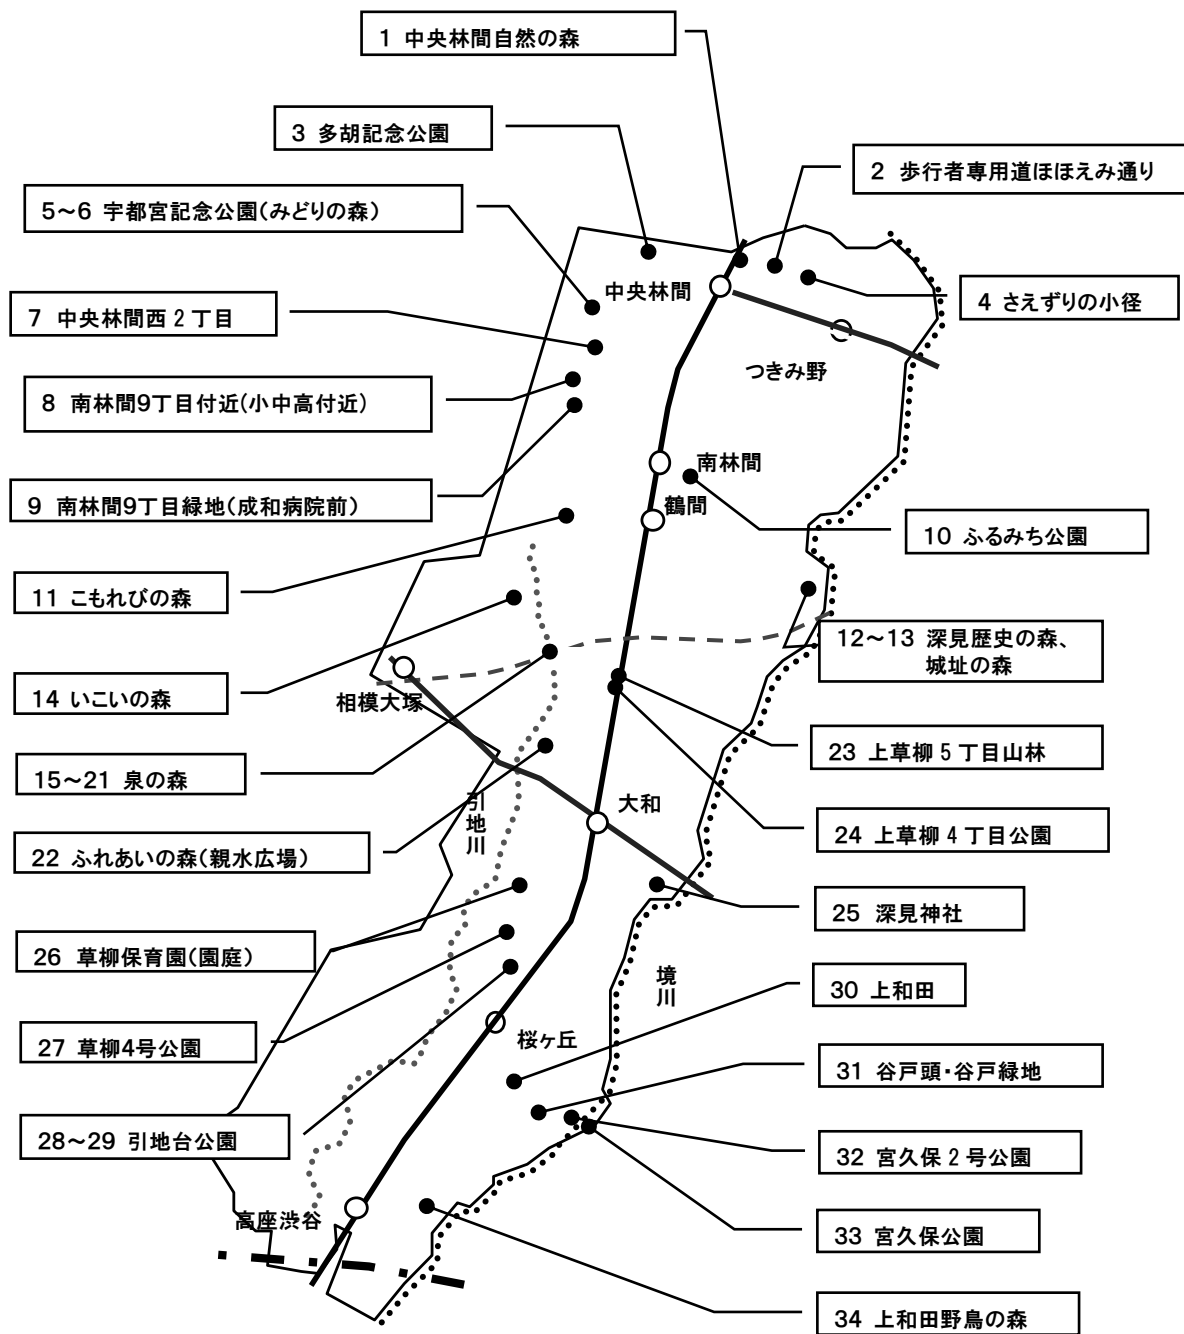 1 中央林間自然の森
3 多胡記念公園
2 歩行者専用道ほほえみ通り
5～6 宇都宮記念公園(みどりの森)
中央林間
4 さえずりの小径
7 中央林間西2丁目
つきみ野
8 南林間9丁目付近(小中高付近)
南林間
9 南林間9丁目緑地(成和病院前)
鶴間
10 ふるみち公園
11 こもれびの森
12～13 深見歴史の森、
城址の森
14 いこいの森
相模大塚
23 上草柳5丁目山林
15～21 泉の森
大和
引地川
24 上草柳4丁目公園
22 ふれあいの森(親水広場)
25 深見神社
26 草柳保育園(園庭)
境川
30 上和田
27 草柳4号公園
桜ヶ丘
31 谷戸頭・谷戸緑地
28～29 引地台公園
32 宮久保2号公園
高座渋谷
33 宮久保公園
34 上和田野鳥の森